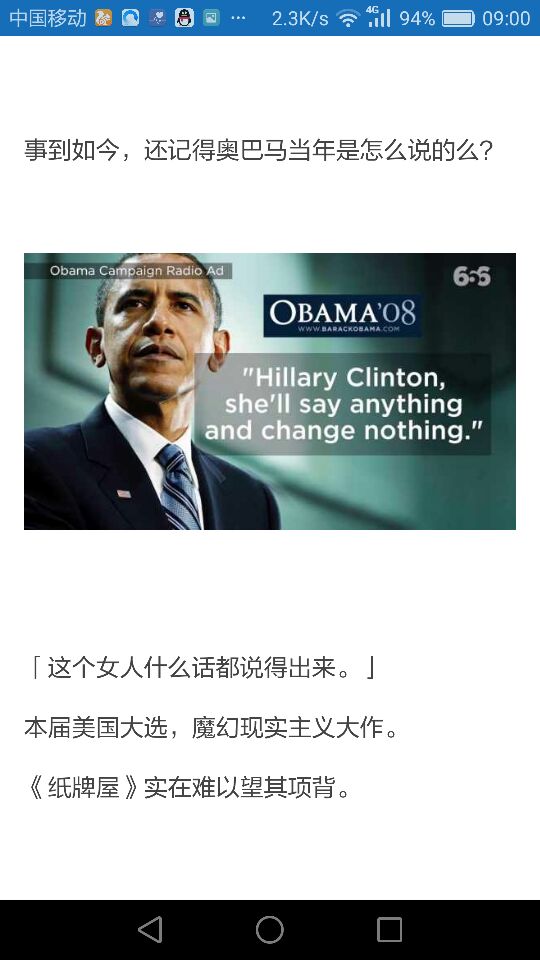 中国移动 ... 2.3K/s 4G 94% 09:00
事到如今，还记得奥巴马当年是怎么说的么？
Obama Campaign Radio Ad
OBAMA'08
WWW.BARACKOBAMA.COM
"Hillary Clinton,
she'll say anything
and change nothing."
「这个女人什么话都说得出来。」
本届美国大选，魔幻现实主义大作。
《纸牌屋》实在难以望其项背。